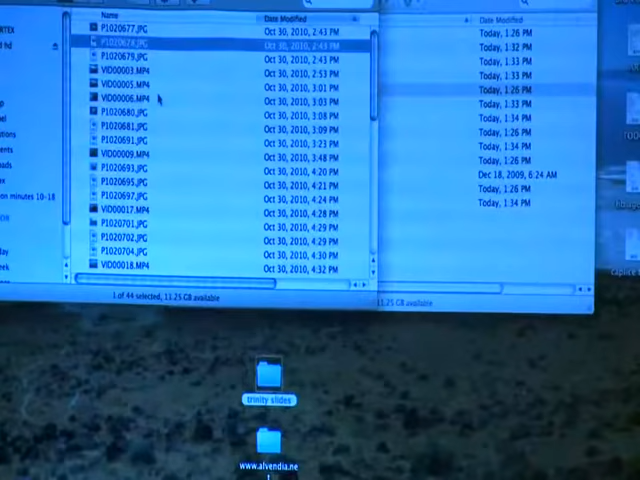 Name Date Modified
P1020677.JPG Oct 30, 2010, 2:43 PM
P1020678.JPG Oct 30, 2010, 2:43 PM
P1020679.JPG Oct 30, 2010, 2:43 PM
VID00003.MP4 Oct 30, 2010, 2:53 PM
VID00005.MP4 Oct 30, 2010, 3:01 PM
VID00006.MP4 Oct 30, 2010, 3:03 PM
P1020680.JPG Oct 30, 2010, 3:08 PM
P1020681.JPG Oct 30, 2010, 3:09 PM
P1020691.JPG Oct 30, 2010, 3:23 PM
VID00009.MP4 Oct 30, 2010, 3:48 PM
P1020693.JPG Oct 30, 2010, 4:20 PM
P1020695.JPG Oct 30, 2010, 4:21 PM
P1020697.JPG Oct 30, 2010, 4:24 PM
VID00017.MP4 Oct 30, 2010, 4:28 PM
P1020701.JPG Oct 30, 2010, 4:29 PM
P1020702.JPG Oct 30, 2010, 4:29 PM
P1020704.JPG Oct 30, 2010, 4:30 PM
VID00018.MP4 Oct 30, 2010, 4:32 PM
1 of 44 selected, 11.25 GB available
Date Modified
Today, 1:26 PM
Today, 1:32 PM
Today, 1:33 PM
Today, 1:33 PM
Today, 1:26 PM
Today, 1:33 PM
Today, 1:34 PM
Today, 1:26 PM
Today, 1:34 PM
Today, 1:26 PM
Dec 18, 2009, 6:24 AM
Today, 1:26 PM
Today, 1:34 PM
11.25 GB available
on minutes 10-18
trinity slides
www.alvendia.ne